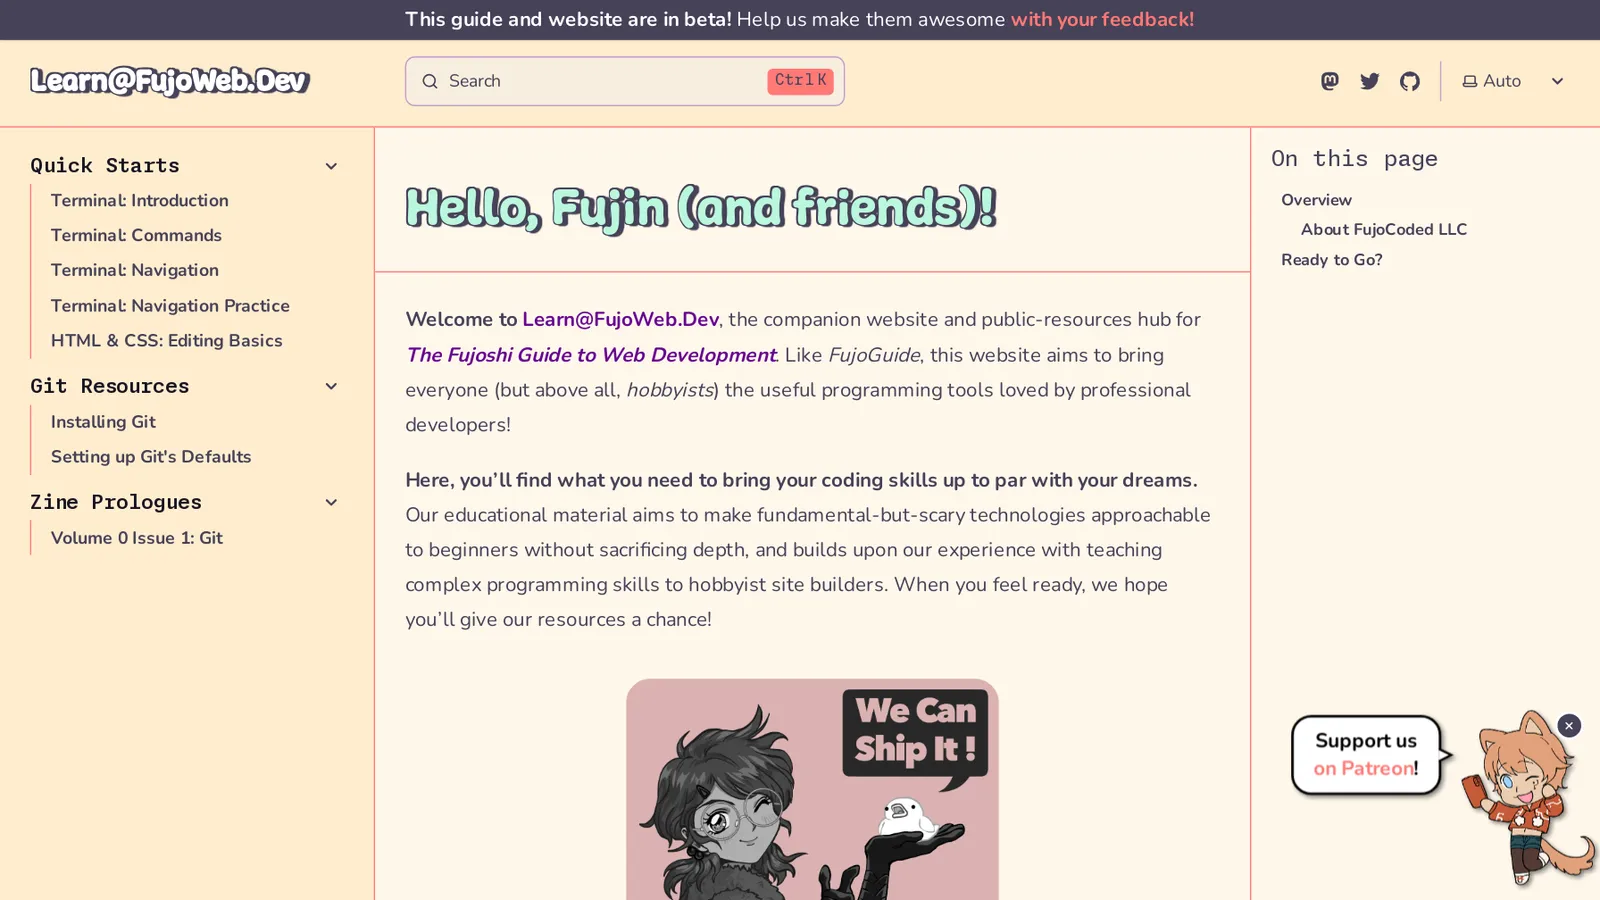 This guide and website are in beta! Help us make them awesome with your feedback!
Learn@FujoWeb.Dev
Search
Ctrl K
Auto
Quick Starts
Terminal: Introduction
Terminal: Commands
Terminal: Navigation
Terminal: Navigation Practice
HTML & CSS: Editing Basics
Git Resources
Installing Git
Setting up Git's Defaults
Zine Prologues
Volume 0 Issue 1: Git
Hello, Fujin (and friends)!
Welcome to Learn@FujoWeb.Dev, the companion website and public-resources hub for
The Fujoshi Guide to Web Development. Like FujoGuide, this website aims to bring
everyone (but above all, hobbyists) the useful programming tools loved by professional
developers!
Here, you’ll find what you need to bring your coding skills up to par with your dreams.
Our educational material aims to make fundamental-but-scary technologies approachable
to beginners without sacrificing depth, and builds upon our experience with teaching
complex programming skills to hobbyist site builders. When you feel ready, we hope
you’ll give our resources a chance!
We Can
Ship It !
On this page
Overview
About FujoCoded LLC
Ready to Go?
Support us
on Patreon!